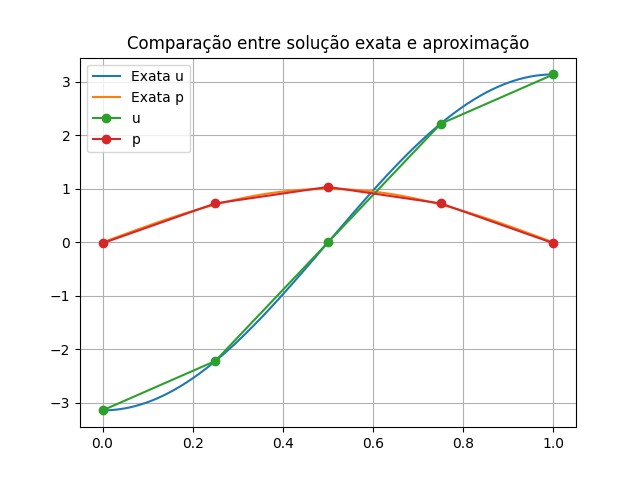 Comparação entre solução exata e aproximação
Exata u
Exata p
u
p
3
2
1
0
−1
−2
−3
0.0 0.2 0.4 0.6 0.8 1.0